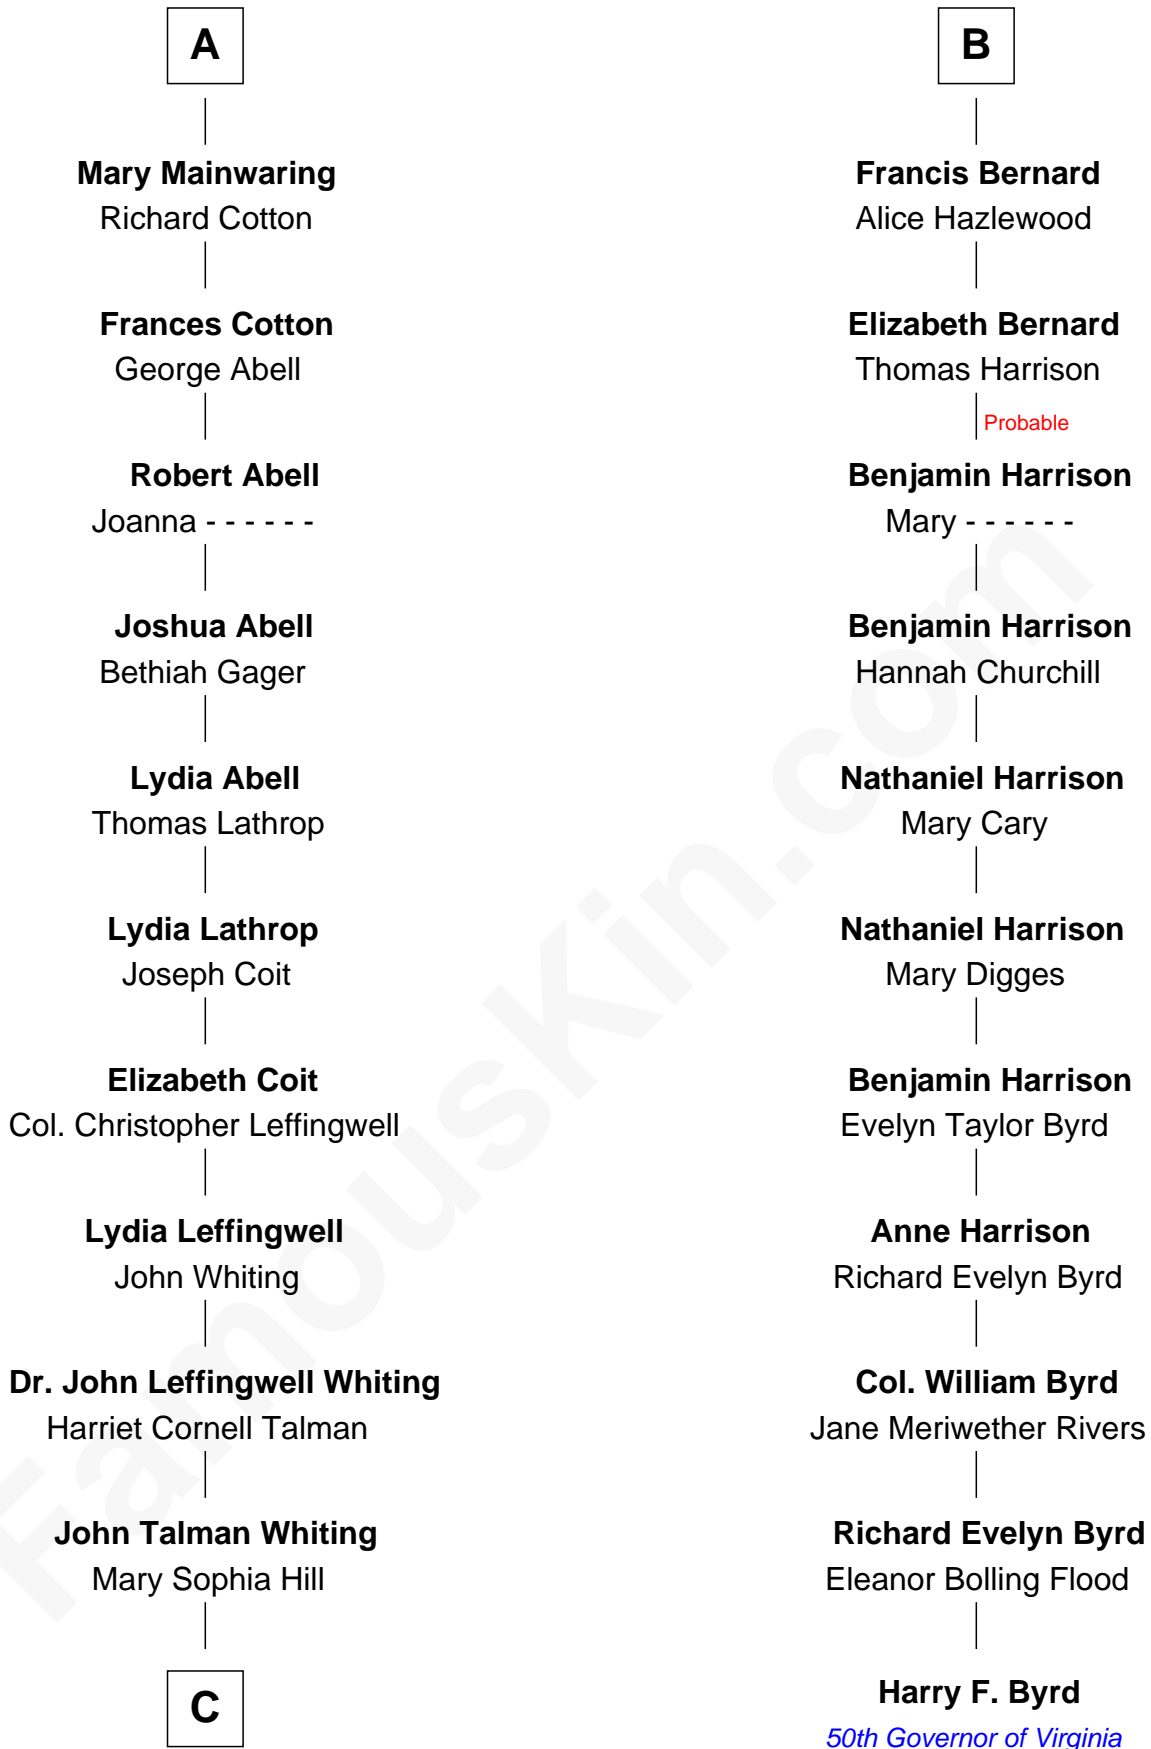 A
Mary Mainwaring
Richard Cotton
Frances Cotton
George Abell
Robert Abell
Joanna - - - - - -
Joshua Abell
Bethiah Gager
Lydia Abell
Thomas Lathrop
Lydia Lathrop
Joseph Coit
Elizabeth Coit
Col. Christopher Leffingwell
Lydia Leffingwell
John Whiting
Dr. John Leffingwell Whiting
Harriet Cornell Talman
John Talman Whiting
Mary Sophia Hill
C
B
Francis Bernard
Alice Hazlewood
Elizabeth Bernard
Thomas Harrison
Probable
Benjamin Harrison
Mary - - - - - -
Benjamin Harrison
Hannah Churchill
Nathaniel Harrison
Mary Cary
Nathaniel Harrison
Mary Digges
Benjamin Harrison
Evelyn Taylor Byrd
Anne Harrison
Richard Evelyn Byrd
Col. William Byrd
Jane Meriwether Rivers
Richard Evelyn Byrd
Eleanor Bolling Flood
Harry F. Byrd
50th Governor of Virginia
FamousKin.com